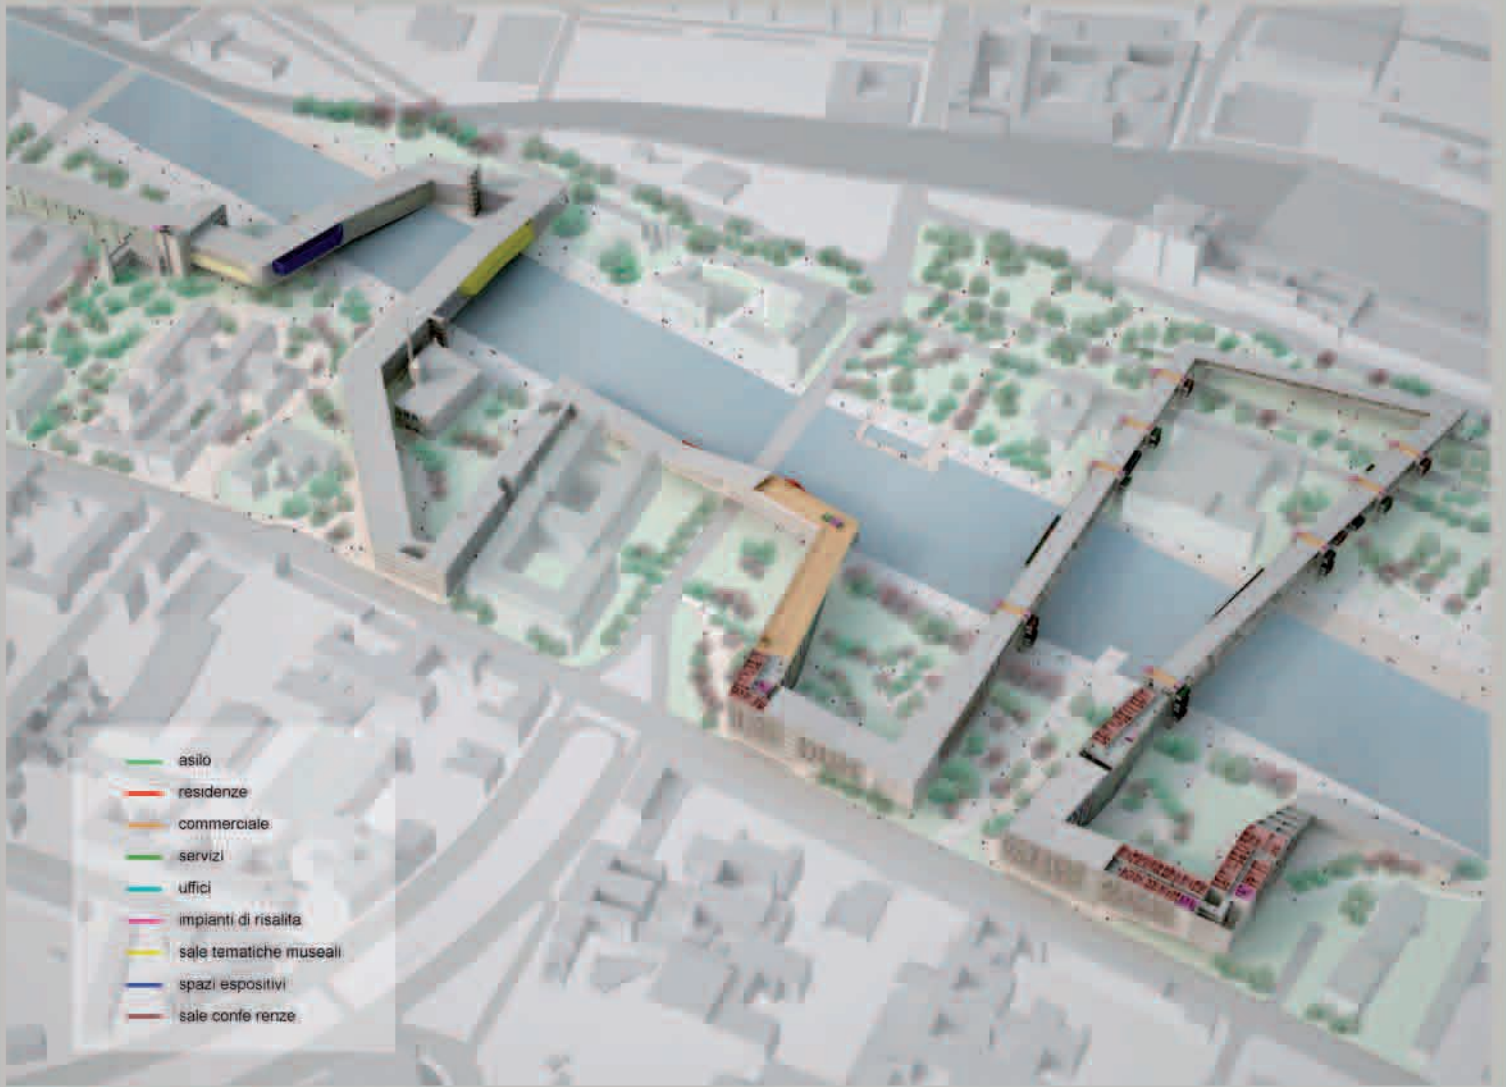 asilo
residenze
commerciale
servizi
uffici
impianti di risalita
sale tematiche museali
spazi espositivi
sale confe renze